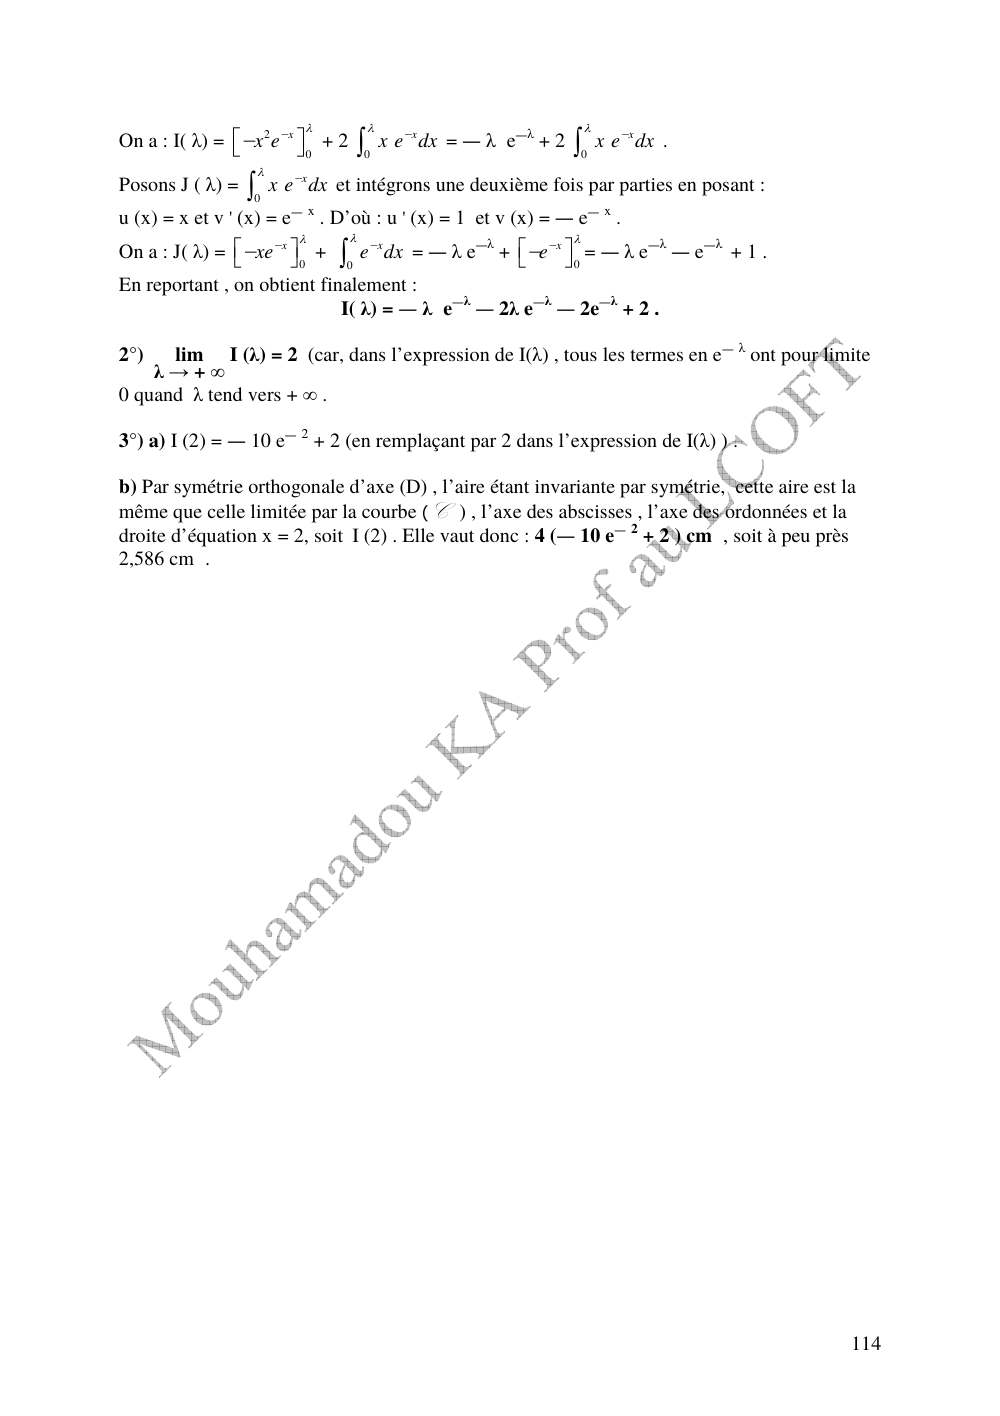 On a : I( λ) = [−x²e⁻ˣ]₀^λ + 2 ∫₀^λ x e⁻ˣdx = — λ e^—λ + 2 ∫₀^λ x e⁻ˣdx .
Posons J ( λ) = ∫₀^λ x e⁻ˣdx et intégrons une deuxième fois par parties en posant :
u (x) = x et v ' (x) = e^— x . D’où : u ' (x) = 1 et v (x) = — e^— x .
On a : J( λ) = [−xe⁻ˣ]₀^λ + ∫₀^λ e⁻ˣdx = — λ e^—λ + [−e⁻ˣ]₀^λ = — λ e^—λ — e^—λ + 1 .
En reportant , on obtient finalement :
I( λ) = — λ e^—λ — 2λ e^—λ — 2e^—λ + 2 .
2°) lim I (λ) = 2 (car, dans l’expression de I(λ) , tous les termes en e^— λ ont pour limite
λ → + ∞
0 quand λ tend vers + ∞ .
3°) a) I (2) = — 10 e^— 2 + 2 (en remplaçant par 2 dans l’expression de I(λ) ) .
b) Par symétrie orthogonale d’axe (D) , l’aire étant invariante par symétrie, cette aire est la
même que celle limitée par la courbe ( 𝒞 ) , l’axe des abscisses , l’axe des ordonnées et la
droite d’équation x = 2, soit I (2) . Elle vaut donc : 4 (— 10 e^— 2 + 2 ) cm , soit à peu près
2,586 cm .
Mouhamadou KA Prof au LCOFT
114